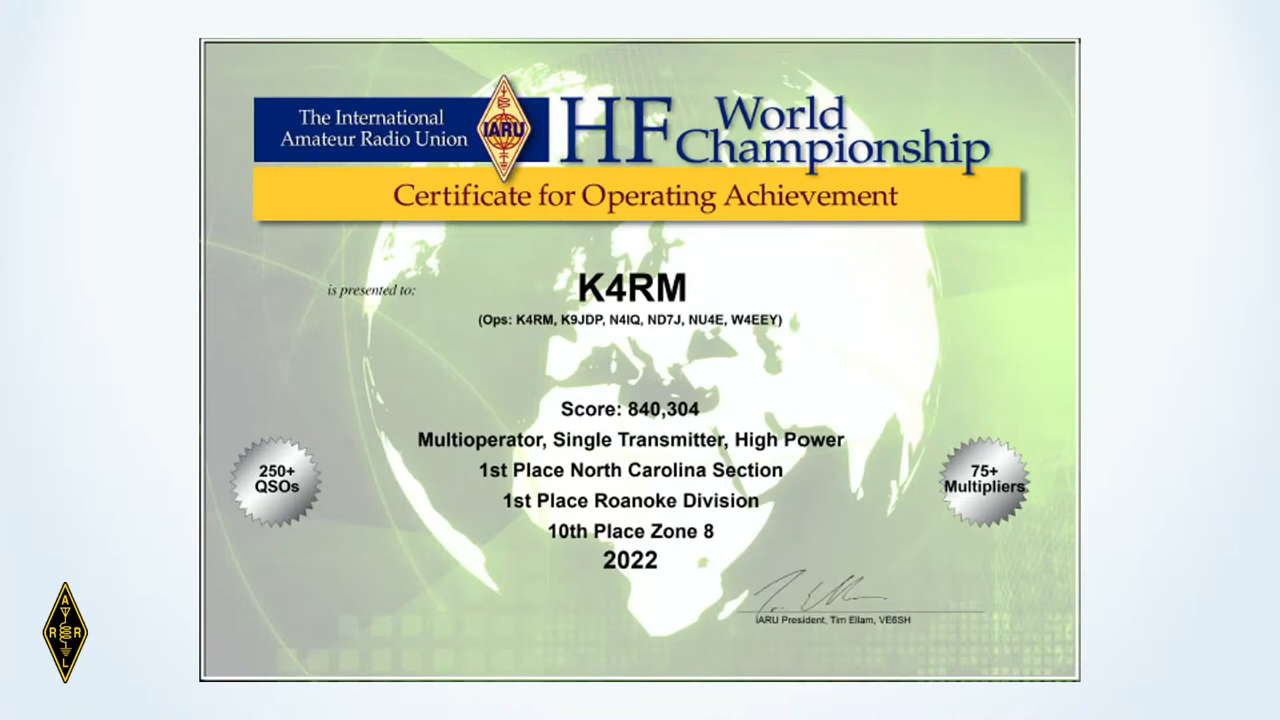 The International
Amateur Radio Union
IARU
HF World
Championship
Certificate for Operating Achievement
is presented to:
K4RM
(Ops: K4RM, K9JDP, N4IQ, ND7J, NU4E, W4EEY)
Score: 840,304
Multioperator, Single Transmitter, High Power
1st Place North Carolina Section
1st Place Roanoke Division
10th Place Zone 8
2022
250+
QSOs
75+
Multipliers
IARU President, Tim Ellam, VE6SH
A
R R
L